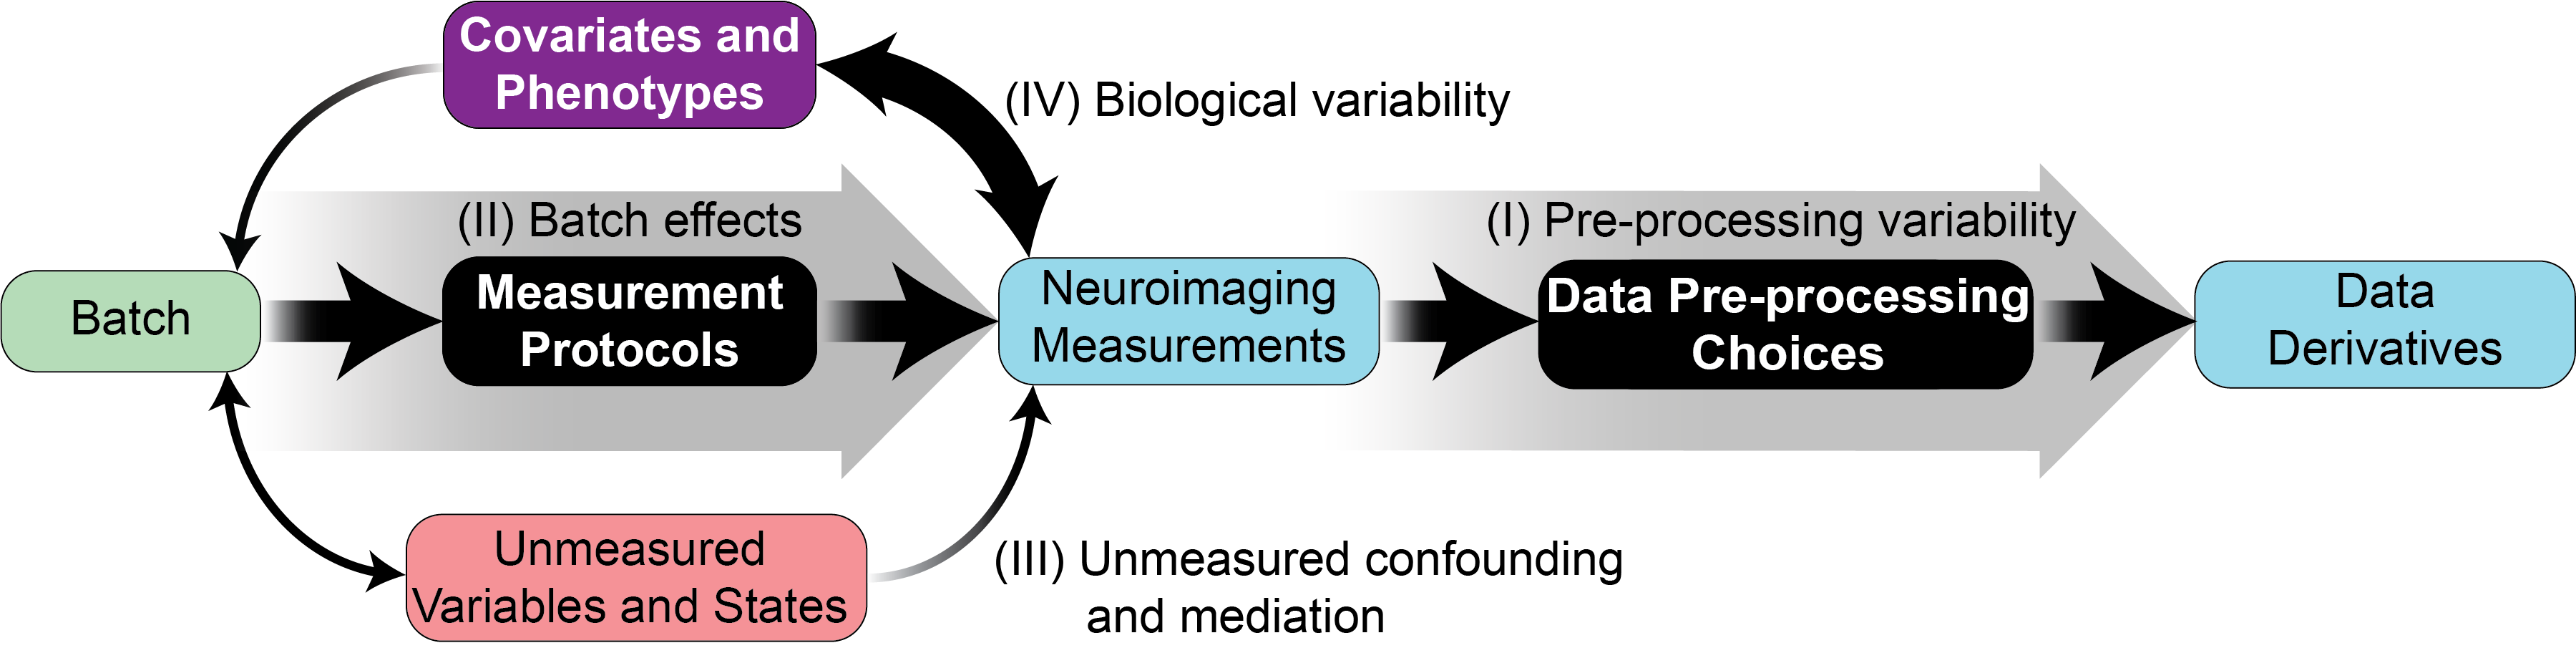 Covariates and
Phenotypes
(IV) Biological variability
(II) Batch effects
(I) Pre-processing variability
Batch
Measurement
Protocols
Neuroimaging
Measurements
Data Pre-processing
Choices
Data
Derivatives
Unmeasured
Variables and States
(III) Unmeasured confounding
and mediation